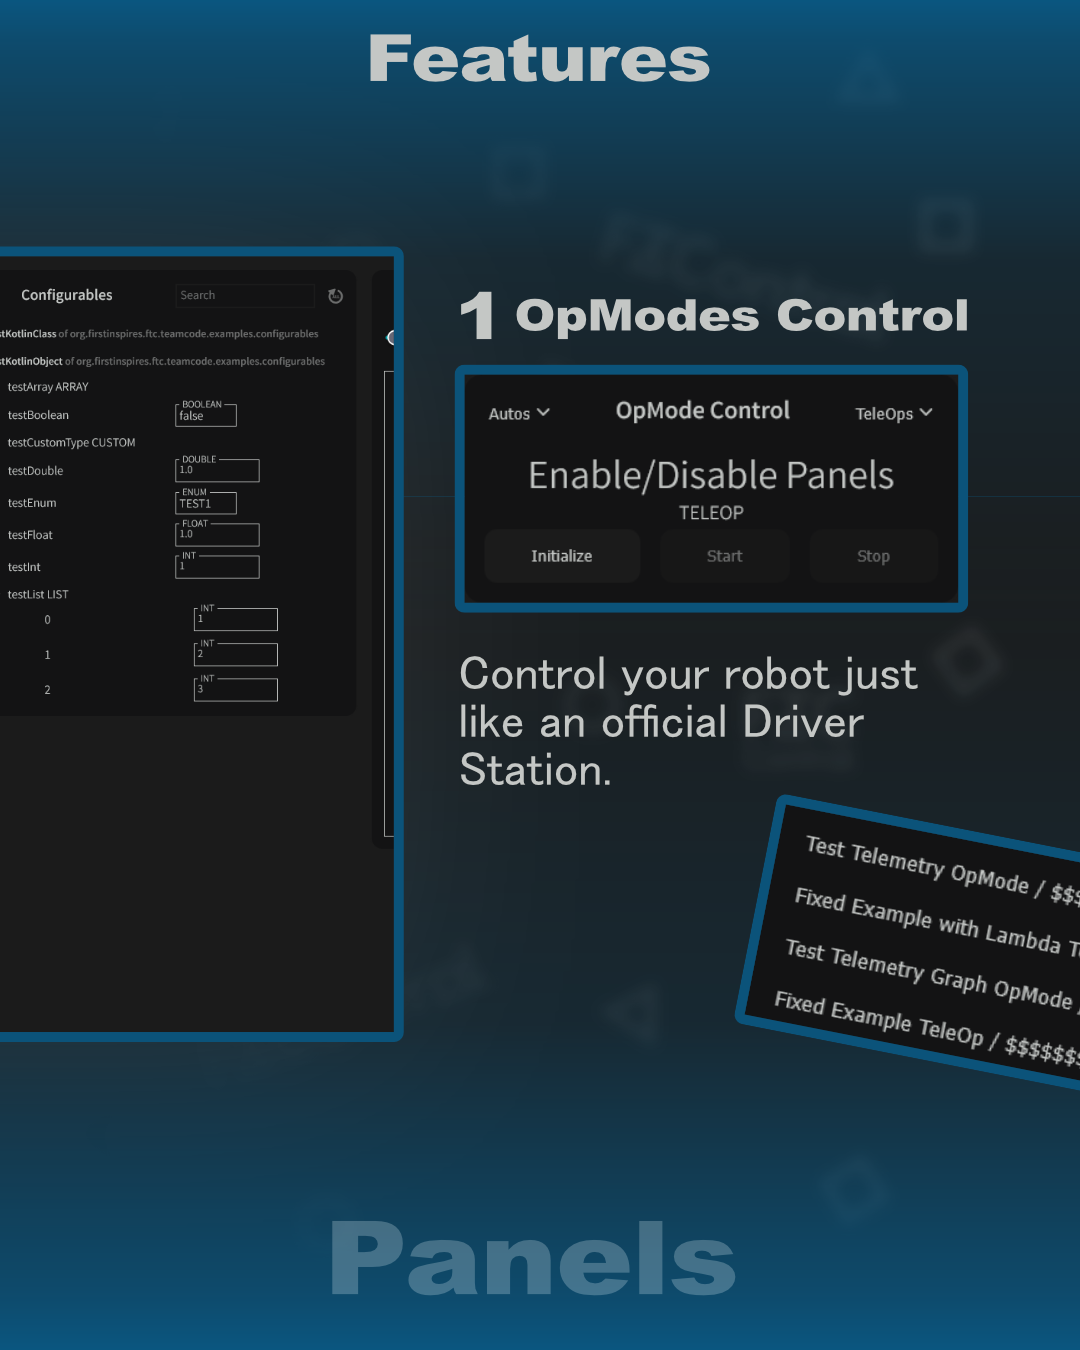 Features
Configurables
Search
stKotlinClass of org.firstinspires.ftc.teamcode.examples.configurables
stKotlinObject of org.firstinspires.ftc.teamcode.examples.configurables
testArray ARRAY
testBoolean
BOOLEAN
false
testCustomType CUSTOM
testDouble
DOUBLE
1.0
testEnum
ENUM
TEST1
testFloat
FLOAT
1.0
testInt
INT
1
testList LIST
0
INT
1
1
INT
2
2
INT
3
1 OpModes Control
Autos
OpMode Control
TeleOps
Enable/Disable Panels
TELEOP
Initialize
Start
Stop
Control your robot just
like an official Driver
Station.
Test Telemetry OpMode / $$$
Fixed Example with Lambda T
Test Telemetry Graph OpMode /
Fixed Example TeleOp / $$$$$$$
Panels